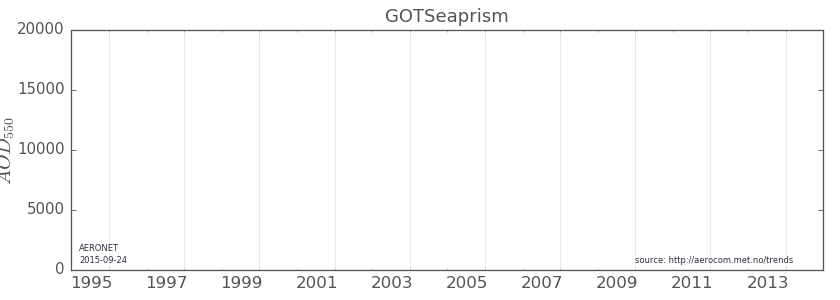 GOTSeaprism
20000
15000
10000
5000
0
AOD550
AERONET
2015-09-24
source: http://aerocom.met.no/trends
1995 1997 1999 2001 2003 2005 2007 2009 2011 2013